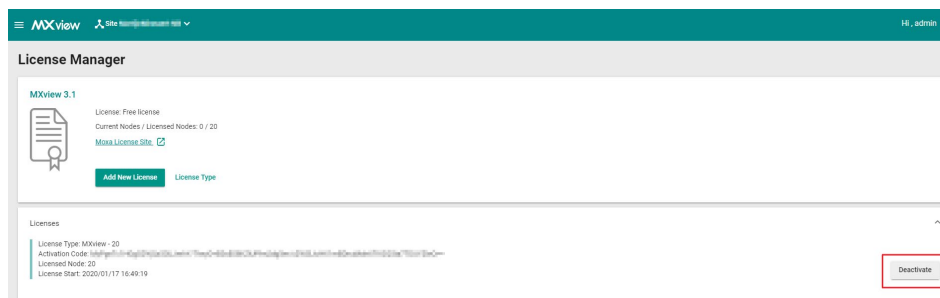 MXview Site Hi , admin
License Manager
MXview 3.1
License: Free license
Current Nodes / Licensed Nodes: 0 / 20
Moxa License Site
Add New License License Type
Licenses
License Type: MXview - 20
Activation Code:
Licensed Node: 20
License Start: 2020/01/17 16:49:19
Deactivate